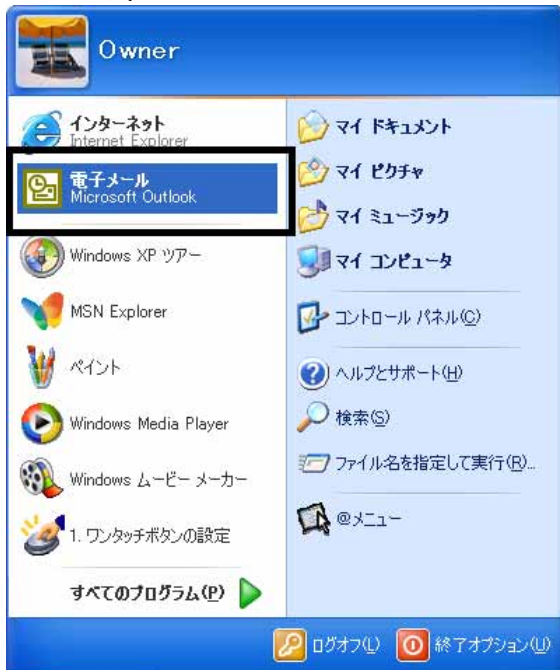 Owner
インターネット
Internet Explorer
電子メール
Microsoft Outlook
Windows XP ツアー
MSN Explorer
ペイント
Windows Media Player
Windows ムービー メーカー
1. ワンタッチボタンの設定
すべてのプログラム(P)
マイ ドキュメント
マイ ピクチャ
マイ ミュージック
マイ コンピュータ
コントロール パネル(C)
ヘルプとサポート(H)
検索(S)
ファイル名を指定して実行(R)...
@メニュー
ログオフ(L)
終了オプション(U)